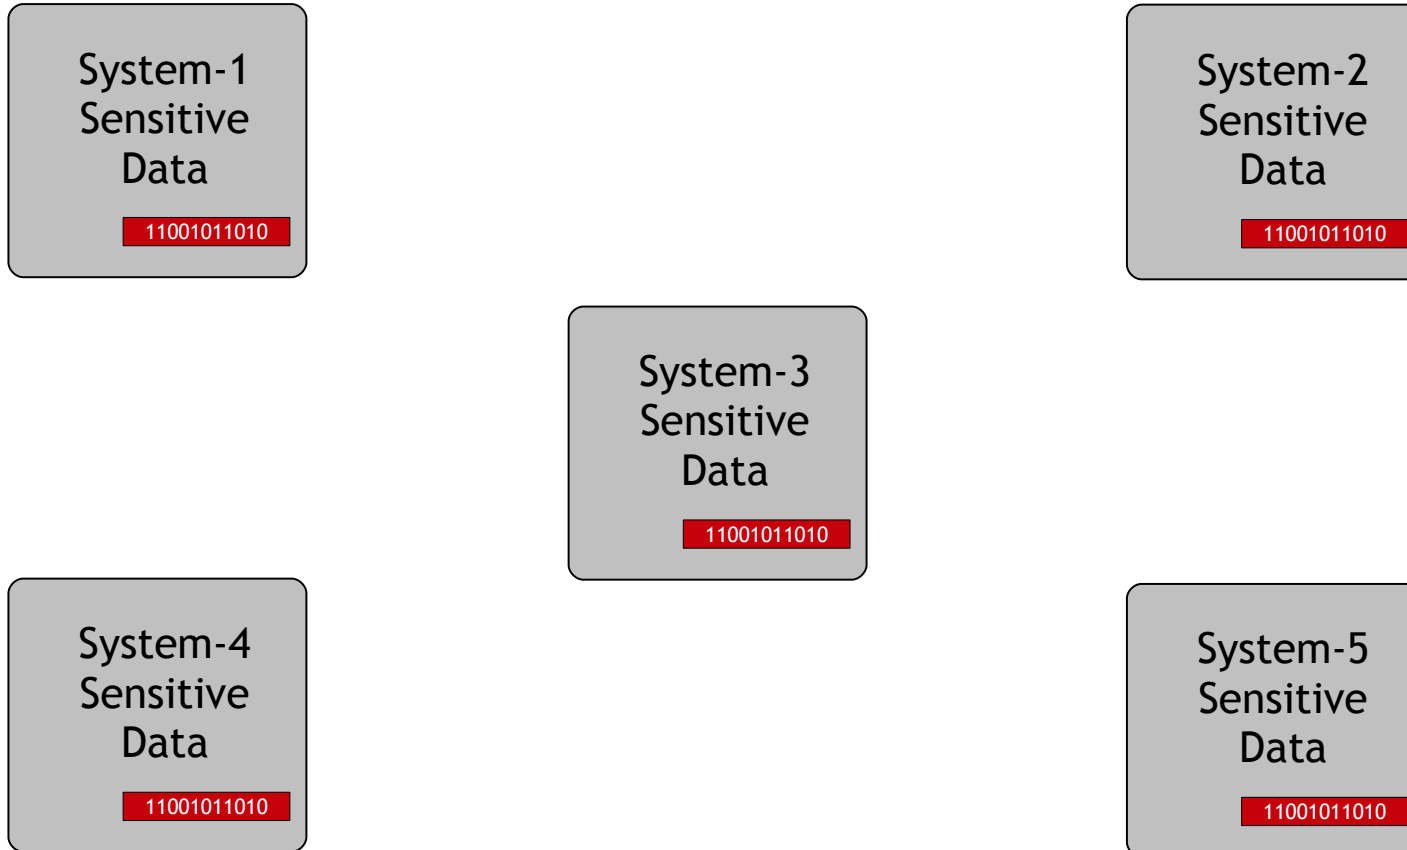 System-1
Sensitive
Data
11001011010
System-2
Sensitive
Data
11001011010
System-3
Sensitive
Data
11001011010
System-4
Sensitive
Data
11001011010
System-5
Sensitive
Data
11001011010